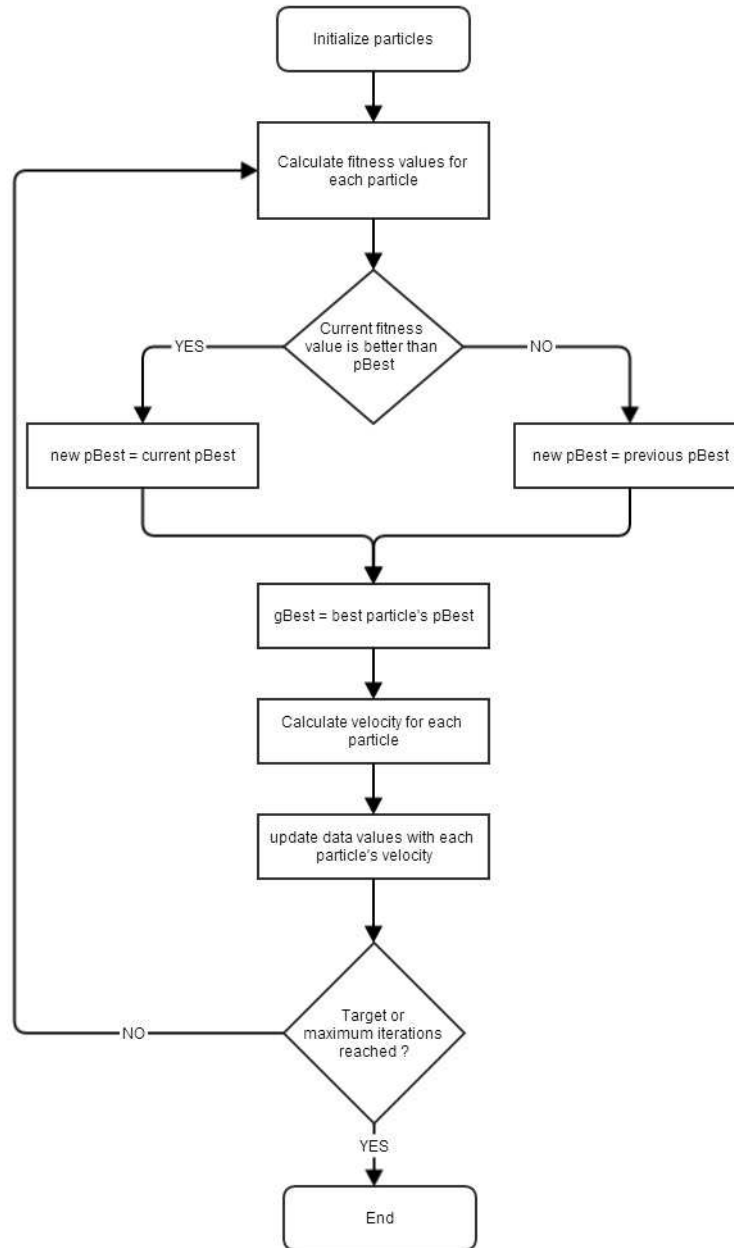 Initialize particles
Calculate fitness values for
each particle
Current fitness
value is better than
pBest
YES
NO
new pBest = current pBest
new pBest = previous pBest
gBest = best particle's pBest
Calculate velocity for each
particle
update data values with each
particle's velocity
Target or
maximum iterations
reached ?
NO
YES
End